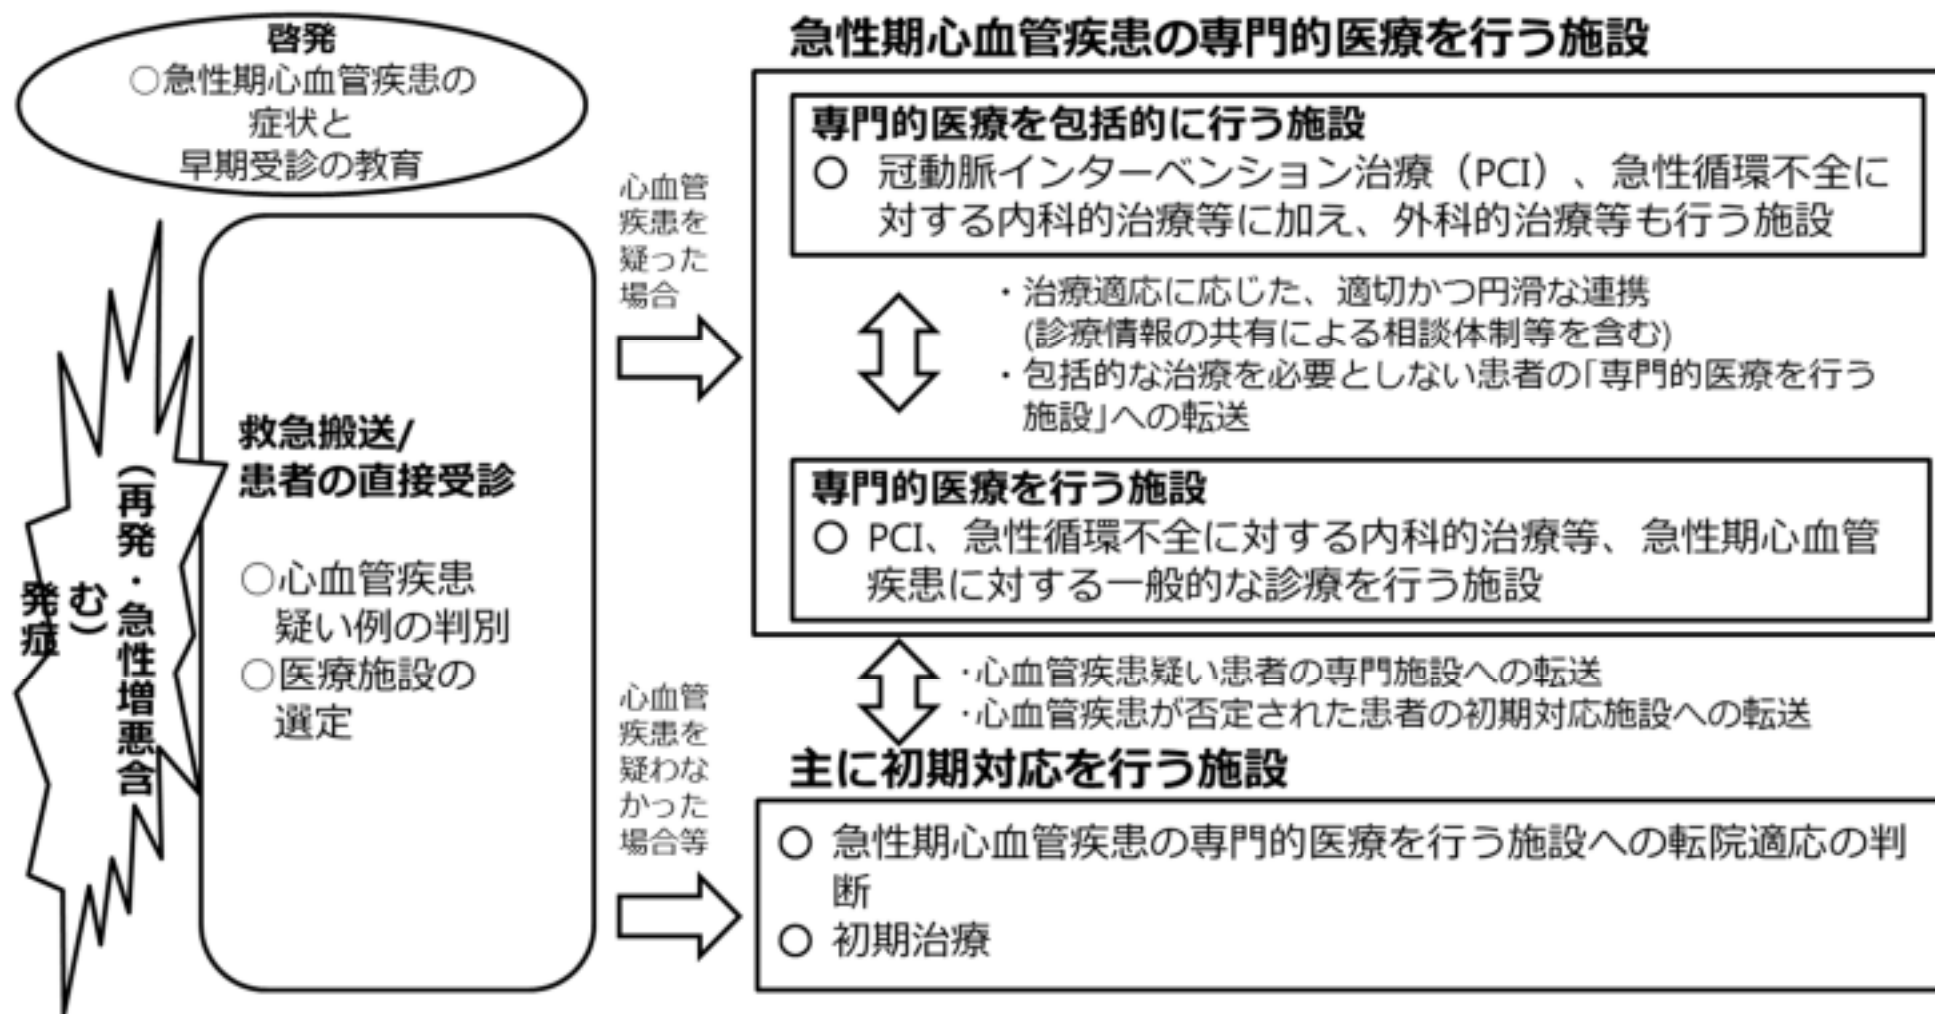 啓発
○急性期心血管疾患の
症状と
早期受診の教育
発症
(再発・急性増悪含
む)
救急搬送/
患者の直接受診
○心血管疾患
疑い例の判別
○医療施設の
選定
心血管
疾患を
疑った
場合
心血管
疾患を
疑わな
かった
場合等
急性期心血管疾患の専門的医療を行う施設
専門的医療を包括的に行う施設
○ 冠動脈インターベンション治療（PCI）、急性循環不全に
対する内科的治療等に加え、外科的治療等も行う施設
・治療適応に応じた、適切かつ円滑な連携
(診療情報の共有による相談体制等を含む)
・包括的な治療を必要としない患者の「専門的医療を行う
施設」への転送
専門的医療を行う施設
○ PCI、急性循環不全に対する内科的治療等、急性期心血管
疾患に対する一般的な診療を行う施設
・心血管疾患疑い患者の専門施設への転送
・心血管疾患が否定された患者の初期対応施設への転送
主に初期対応を行う施設
○ 急性期心血管疾患の専門的医療を行う施設への転院適応の判
断
○ 初期治療